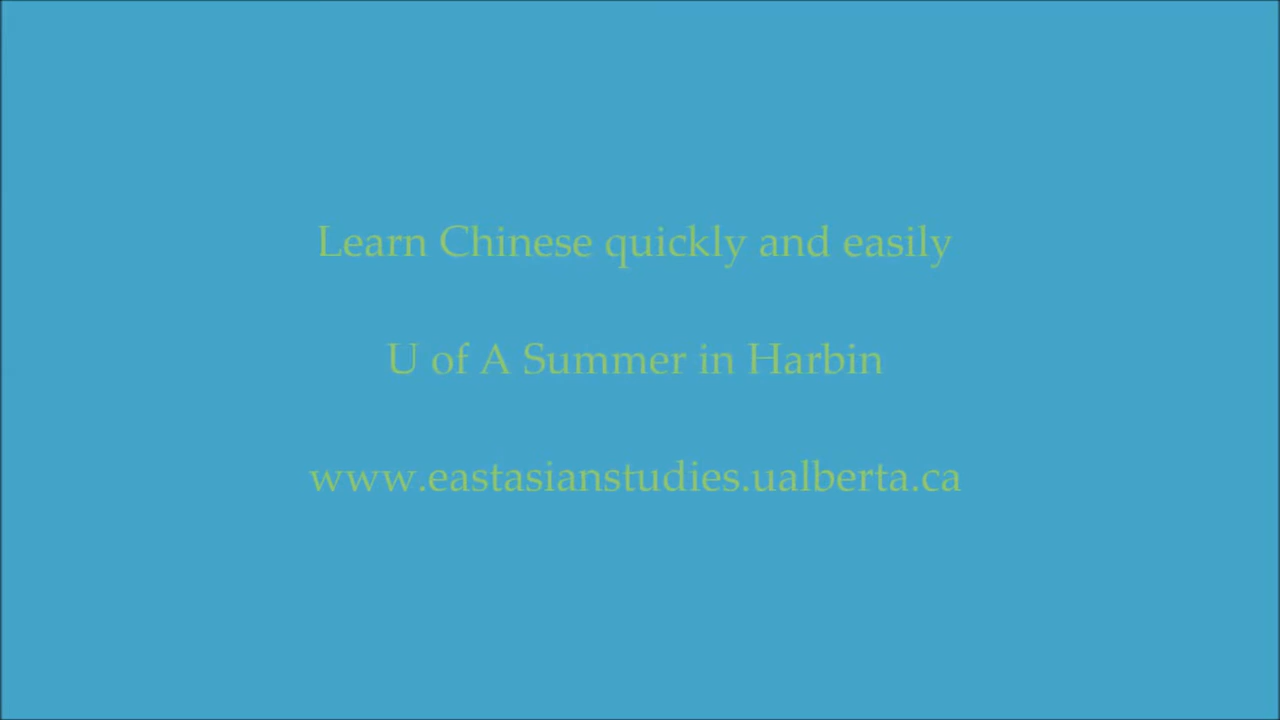 Learn Chinese quickly and easily
U of A Summer in Harbin
www.eastasianstudies.ualberta.ca